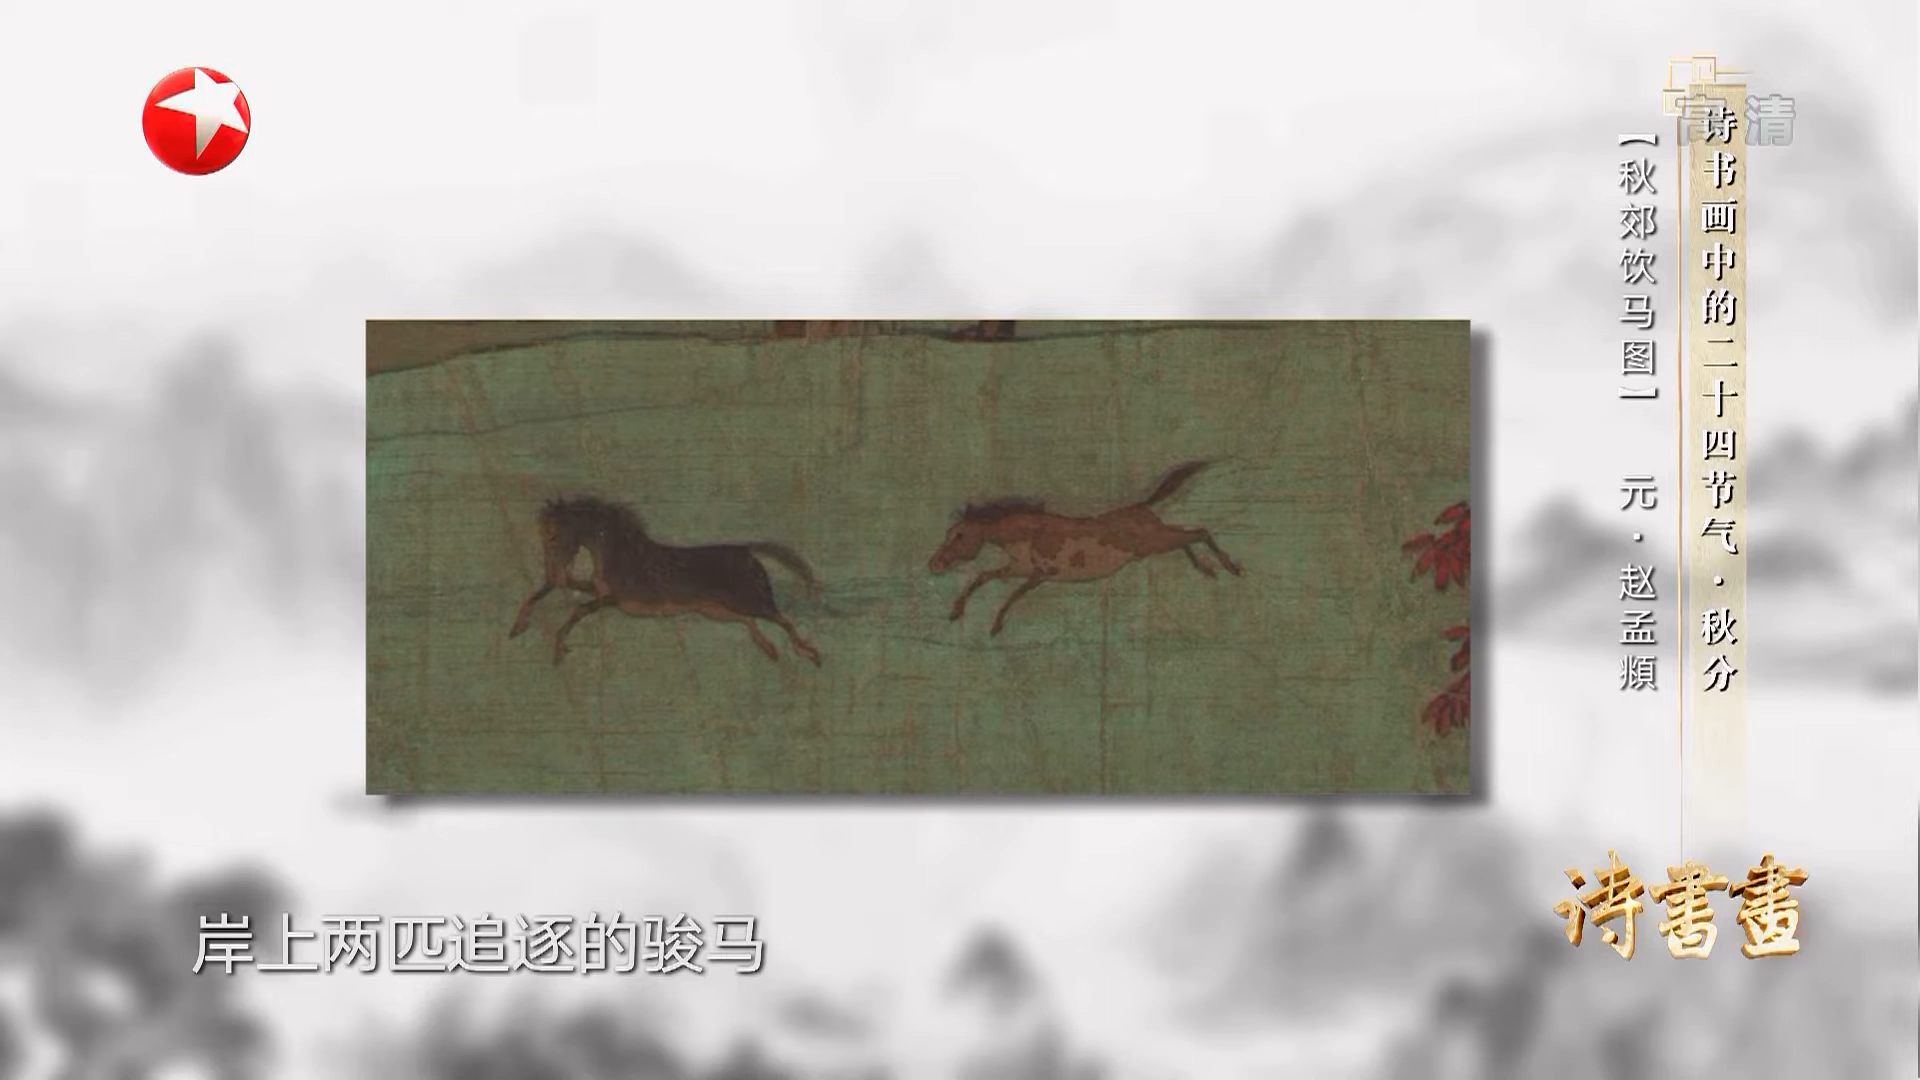 高清
诗书画中的二十四节气·秋分
【秋郊饮马图】 元·赵孟頫
岸上两匹追逐的骏马
诗書畫